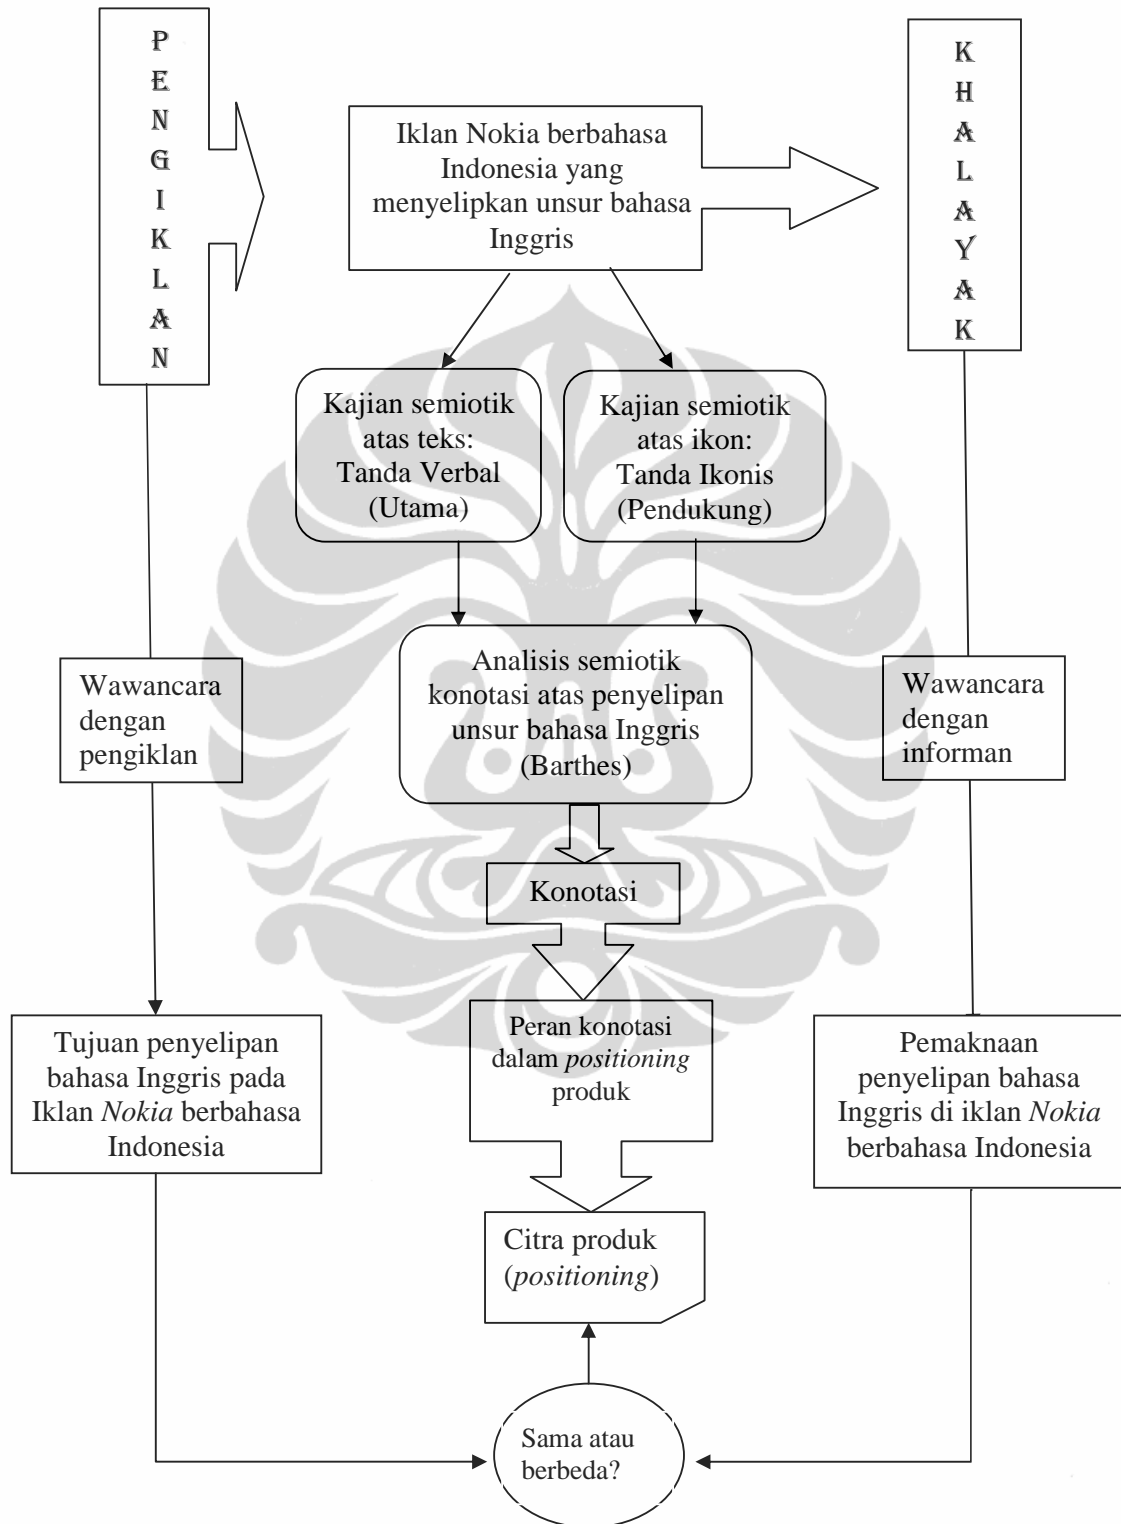 PENGIKLAN
Iklan Nokia berbahasa
Indonesia yang
menyelipkan unsur bahasa
Inggris
KHALAYAK
Kajian semiotik
atas teks:
Tanda Verbal
(Utama)
Kajian semiotik
atas ikon:
Tanda Ikonis
(Pendukung)
Wawancara
dengan
pengiklan
Analisis semiotik
konotasi atas penyelipan
unsur bahasa Inggris
(Barthes)
Wawancara
dengan
informan
Konotasi
Tujuan penyelipan
bahasa Inggris pada
Iklan Nokia berbahasa
Indonesia
Peran konotasi
dalam positioning
produk
Pemaknaan
penyelipan bahasa
Inggris di iklan Nokia
berbahasa Indonesia
Citra produk
(positioning)
Sama atau
berbeda?